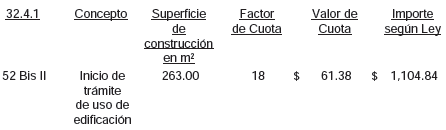 32.4.1 Concepto Superficie de construcción en m² Factor de Cuota Valor de Cuota Importe según Ley
52 Bis II Inicio de trámite de uso de edificación 263.00 18 $ 61.38 $ 1,104.84